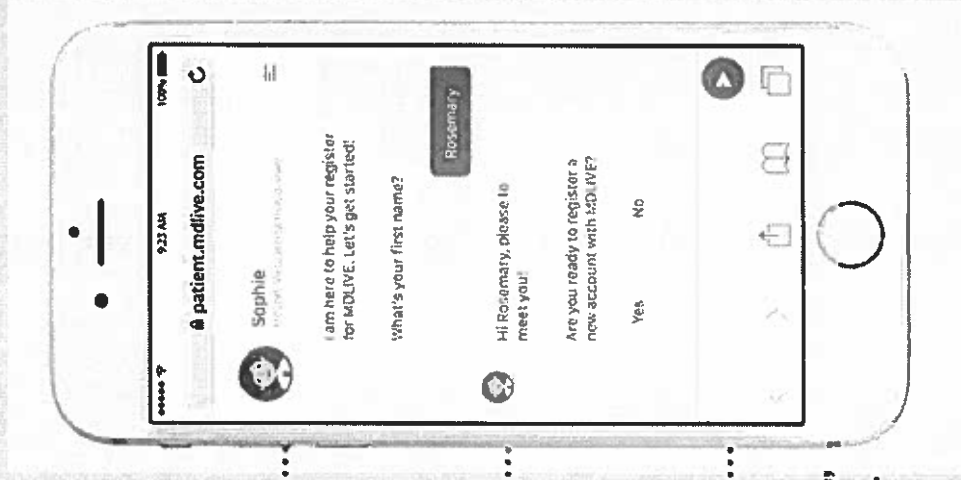 9:23 AM
100%
patient.mdlive.com
Sophie
I am here to help your register
for MDLIVE. Let's get started!
What's your first name?
Rosemary
Hi Rosemary, please to
meet you!
Are you ready to register a
new account with MDLIVE?
Yes
No